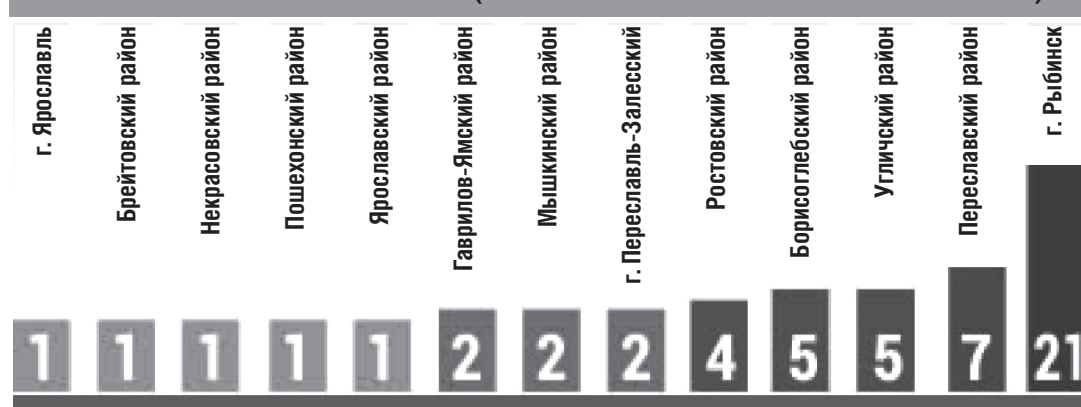 г. Ярославль
Брейтовский район
Некрасовский район
Пошехонский район
Ярославский район
Гаврилов-Ямский район
Мышкинский район
г. Переславль-Залесский
Ростовский район
Борисоглебский район
Угличский район
Переславский район
г. Рыбинск
1
1
1
1
1
2
2
2
4
5
5
7
21